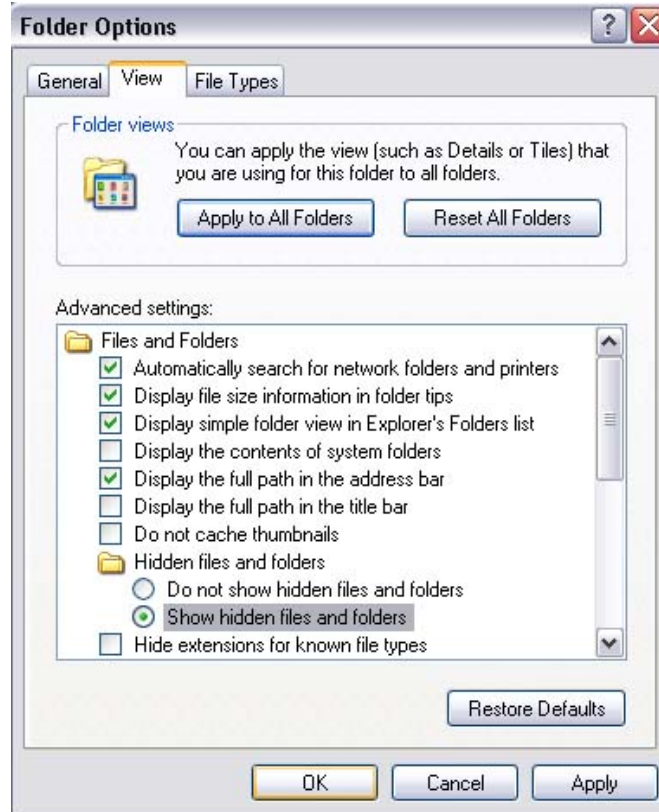 Folder Options
General View File Types
Folder views
You can apply the view (such as Details or Tiles) that
you are using for this folder to all folders.
Apply to All Folders Reset All Folders
Advanced settings:
Files and Folders
Automatically search for network folders and printers
Display file size information in folder tips
Display simple folder view in Explorer's Folders list
Display the contents of system folders
Display the full path in the address bar
Display the full path in the title bar
Do not cache thumbnails
Hidden files and folders
Do not show hidden files and folders
Show hidden files and folders
Hide extensions for known file types
Restore Defaults
OK Cancel Apply